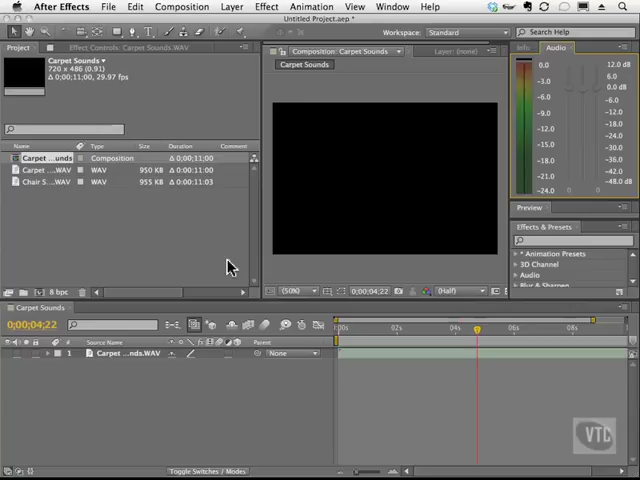 After Effects File Edit Composition Layer Effect Animation View Window Help
Untitled Project.aep *
Workspace: Standard Search Help
Project Effect Controls: Carpet Sounds.WAV
Composition: Carpet Sounds Layer: (none)
Info Audio
Carpet Sounds
Carpet Sounds▼
720 x 486 (0.91)
Δ 0;00;11;00, 29.97 fps
0.0 12.0 dB
6.0
-3.0 0.0 dB
-6.0 -6.0
-9.0 -12.0
-12.0 -18.0
-15.0 -24.0
-30.0
-18.0 -36.0
-21.0 -42.0
-24.0 0 0 -48.0 dB
Name Type Size Duration Comment
Carpet ...unds Composition Δ 0:00:11;00
Carpet ....WAV WAV 950 KB Δ 0:00:11:00
Chair S....WAV WAV 955 KB Δ 0:00:11:03
Preview
Effects & Presets
* Animation Presets
3D Channel
Audio
Blur & Sharpen
8 bpc
(50%) 0;00;04;22 (Half)
Carpet Sounds
0;00;04;22
:00s 02s 04s 06s 08s
# Source Name Parent
1 Carpet ...nds.WAV None
VTC
Toggle Switches / Modes